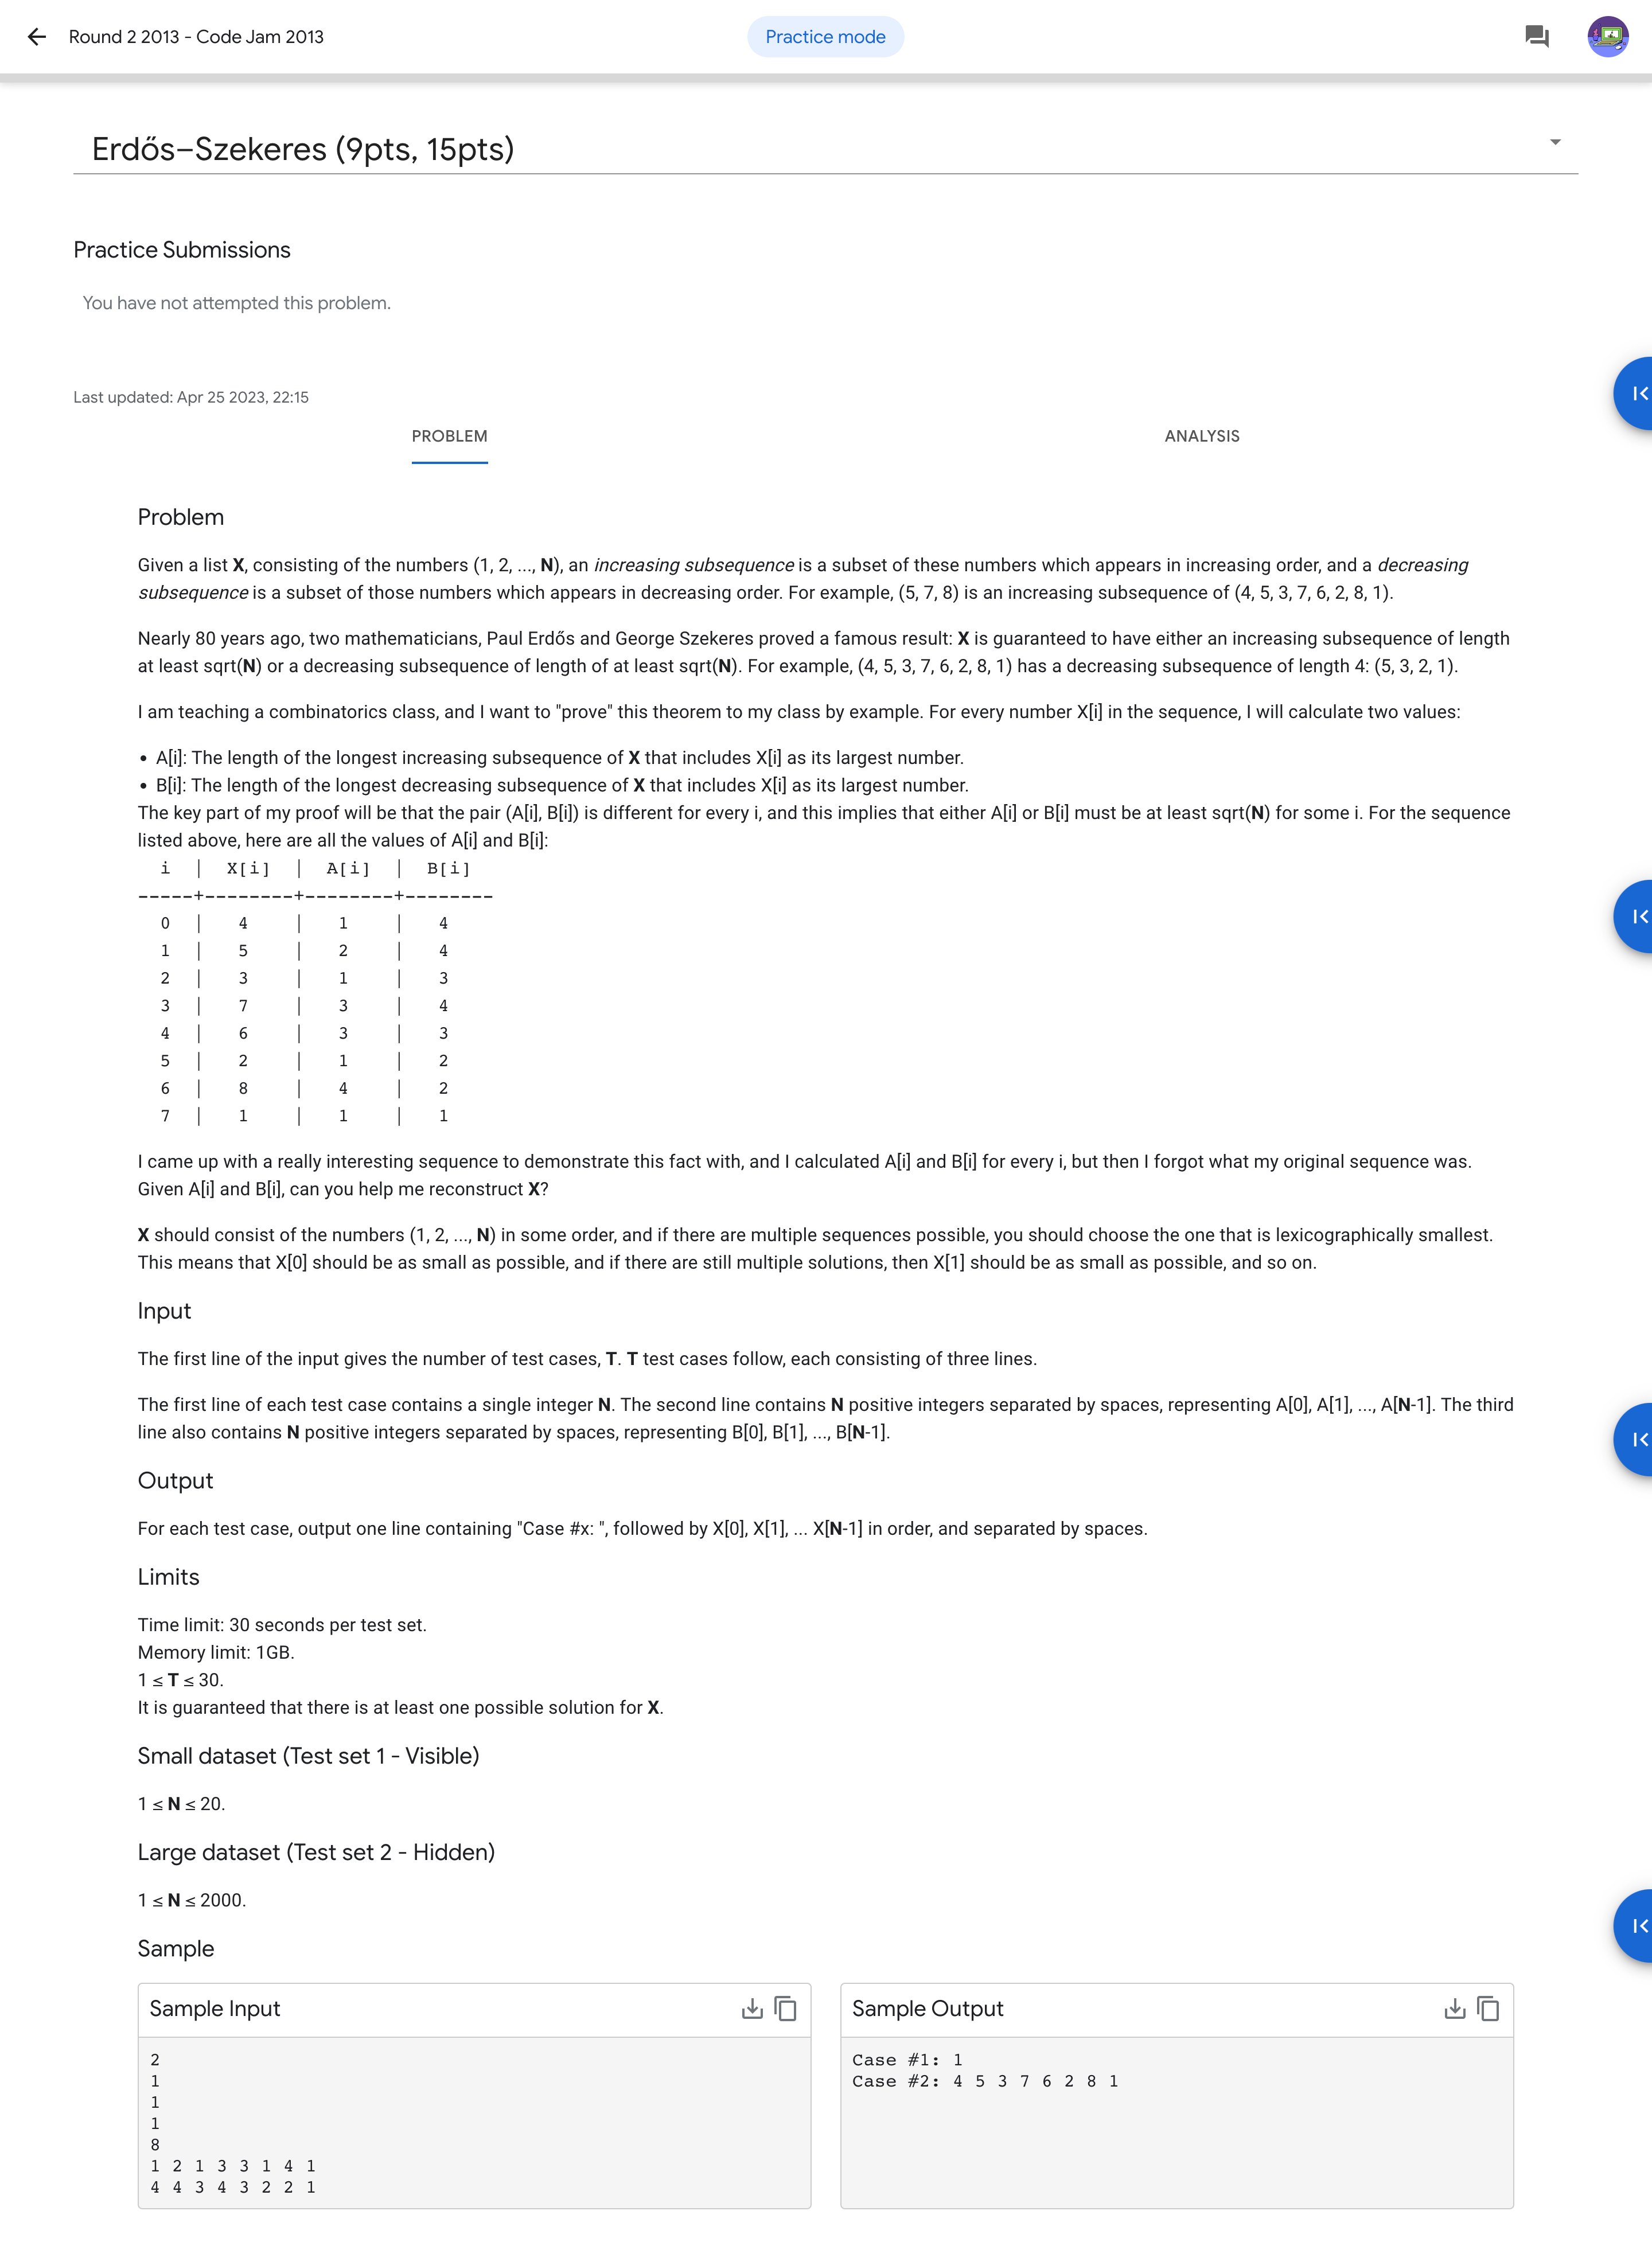 Round 2 2013 - Code Jam 2013
Practice mode
Erdős–Szekeres (9pts, 15pts)
Practice Submissions
You have not attempted this problem.
Last updated: Apr 25 2023, 22:15
PROBLEM
ANALYSIS
Problem
Given a list X, consisting of the numbers (1, 2, ..., N), an increasing subsequence is a subset of these numbers which appears in increasing order, and a decreasing
subsequence is a subset of those numbers which appears in decreasing order. For example, (5, 7, 8) is an increasing subsequence of (4, 5, 3, 7, 6, 2, 8, 1).
Nearly 80 years ago, two mathematicians, Paul Erdős and George Szekeres proved a famous result: X is guaranteed to have either an increasing subsequence of length
at least sqrt(N) or a decreasing subsequence of length of at least sqrt(N). For example, (4, 5, 3, 7, 6, 2, 8, 1) has a decreasing subsequence of length 4: (5, 3, 2, 1).
I am teaching a combinatorics class, and I want to "prove" this theorem to my class by example. For every number X[i] in the sequence, I will calculate two values:
• A[i]: The length of the longest increasing subsequence of X that includes X[i] as its largest number.
• B[i]: The length of the longest decreasing subsequence of X that includes X[i] as its largest number.
The key part of my proof will be that the pair (A[i], B[i]) is different for every i, and this implies that either A[i] or B[i] must be at least sqrt(N) for some i. For the sequence
listed above, here are all the values of A[i] and B[i]:
i | X[i] | A[i] | B[i]
-----+--------+--------+--------
0 | 4 | 1 | 4
1 | 5 | 2 | 4
2 | 3 | 1 | 3
3 | 7 | 3 | 4
4 | 6 | 3 | 3
5 | 2 | 1 | 2
6 | 8 | 4 | 2
7 | 1 | 1 | 1
I came up with a really interesting sequence to demonstrate this fact with, and I calculated A[i] and B[i] for every i, but then I forgot what my original sequence was.
Given A[i] and B[i], can you help me reconstruct X?
X should consist of the numbers (1, 2, ..., N) in some order, and if there are multiple sequences possible, you should choose the one that is lexicographically smallest.
This means that X[0] should be as small as possible, and if there are still multiple solutions, then X[1] should be as small as possible, and so on.
Input
The first line of the input gives the number of test cases, T. T test cases follow, each consisting of three lines.
The first line of each test case contains a single integer N. The second line contains N positive integers separated by spaces, representing A[0], A[1], ..., A[N-1]. The third
line also contains N positive integers separated by spaces, representing B[0], B[1], ..., B[N-1].
Output
For each test case, output one line containing "Case #x: ", followed by X[0], X[1], ... X[N-1] in order, and separated by spaces.
Limits
Time limit: 30 seconds per test set.
Memory limit: 1GB.
1 ≤ T ≤ 30.
It is guaranteed that there is at least one possible solution for X.
Small dataset (Test set 1 - Visible)
1 ≤ N ≤ 20.
Large dataset (Test set 2 - Hidden)
1 ≤ N ≤ 2000.
Sample
Sample Input
2
1
1
1
8
1 2 1 3 3 1 4 1
4 4 3 4 3 2 2 1
Sample Output
Case #1: 1
Case #2: 4 5 3 7 6 2 8 1